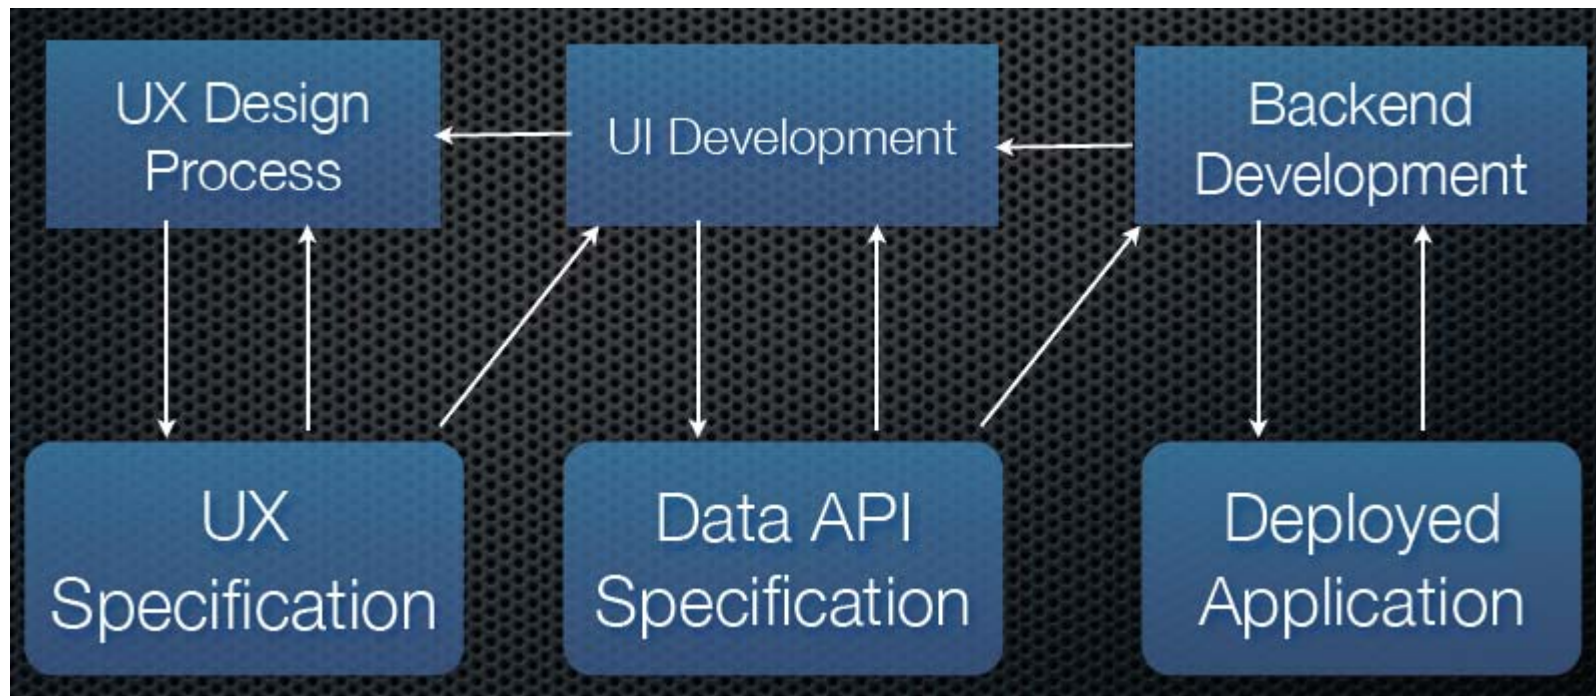 UX Design
Process
UI Development
Backend
Development
UX
Specification
Data API
Specification
Deployed
Application